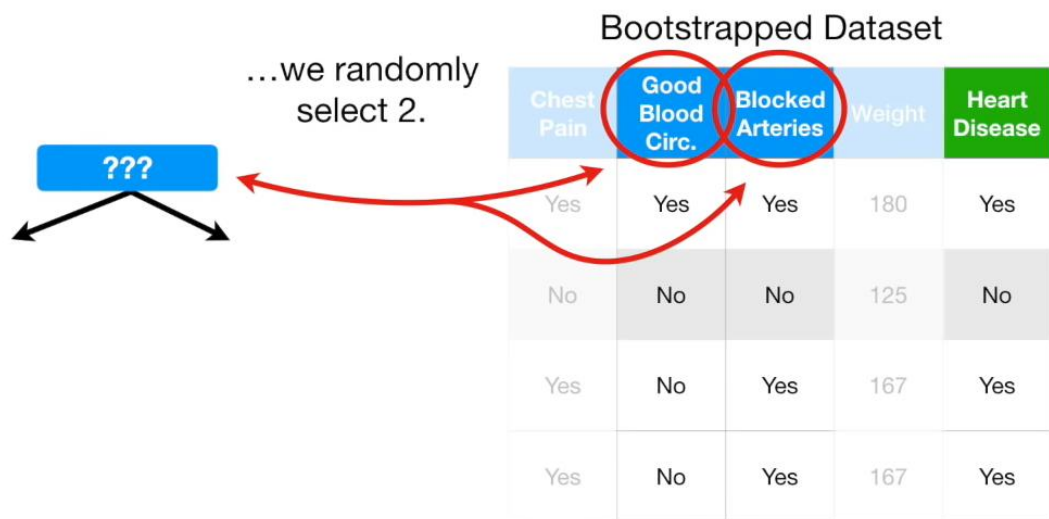 Bootstrapped Dataset
...we randomly
select 2.
???
Chest Pain Good Blood Circ. Blocked Arteries Weight Heart Disease
Yes Yes Yes 180 Yes
No No No 125 No
Yes No Yes 167 Yes
Yes No Yes 167 Yes